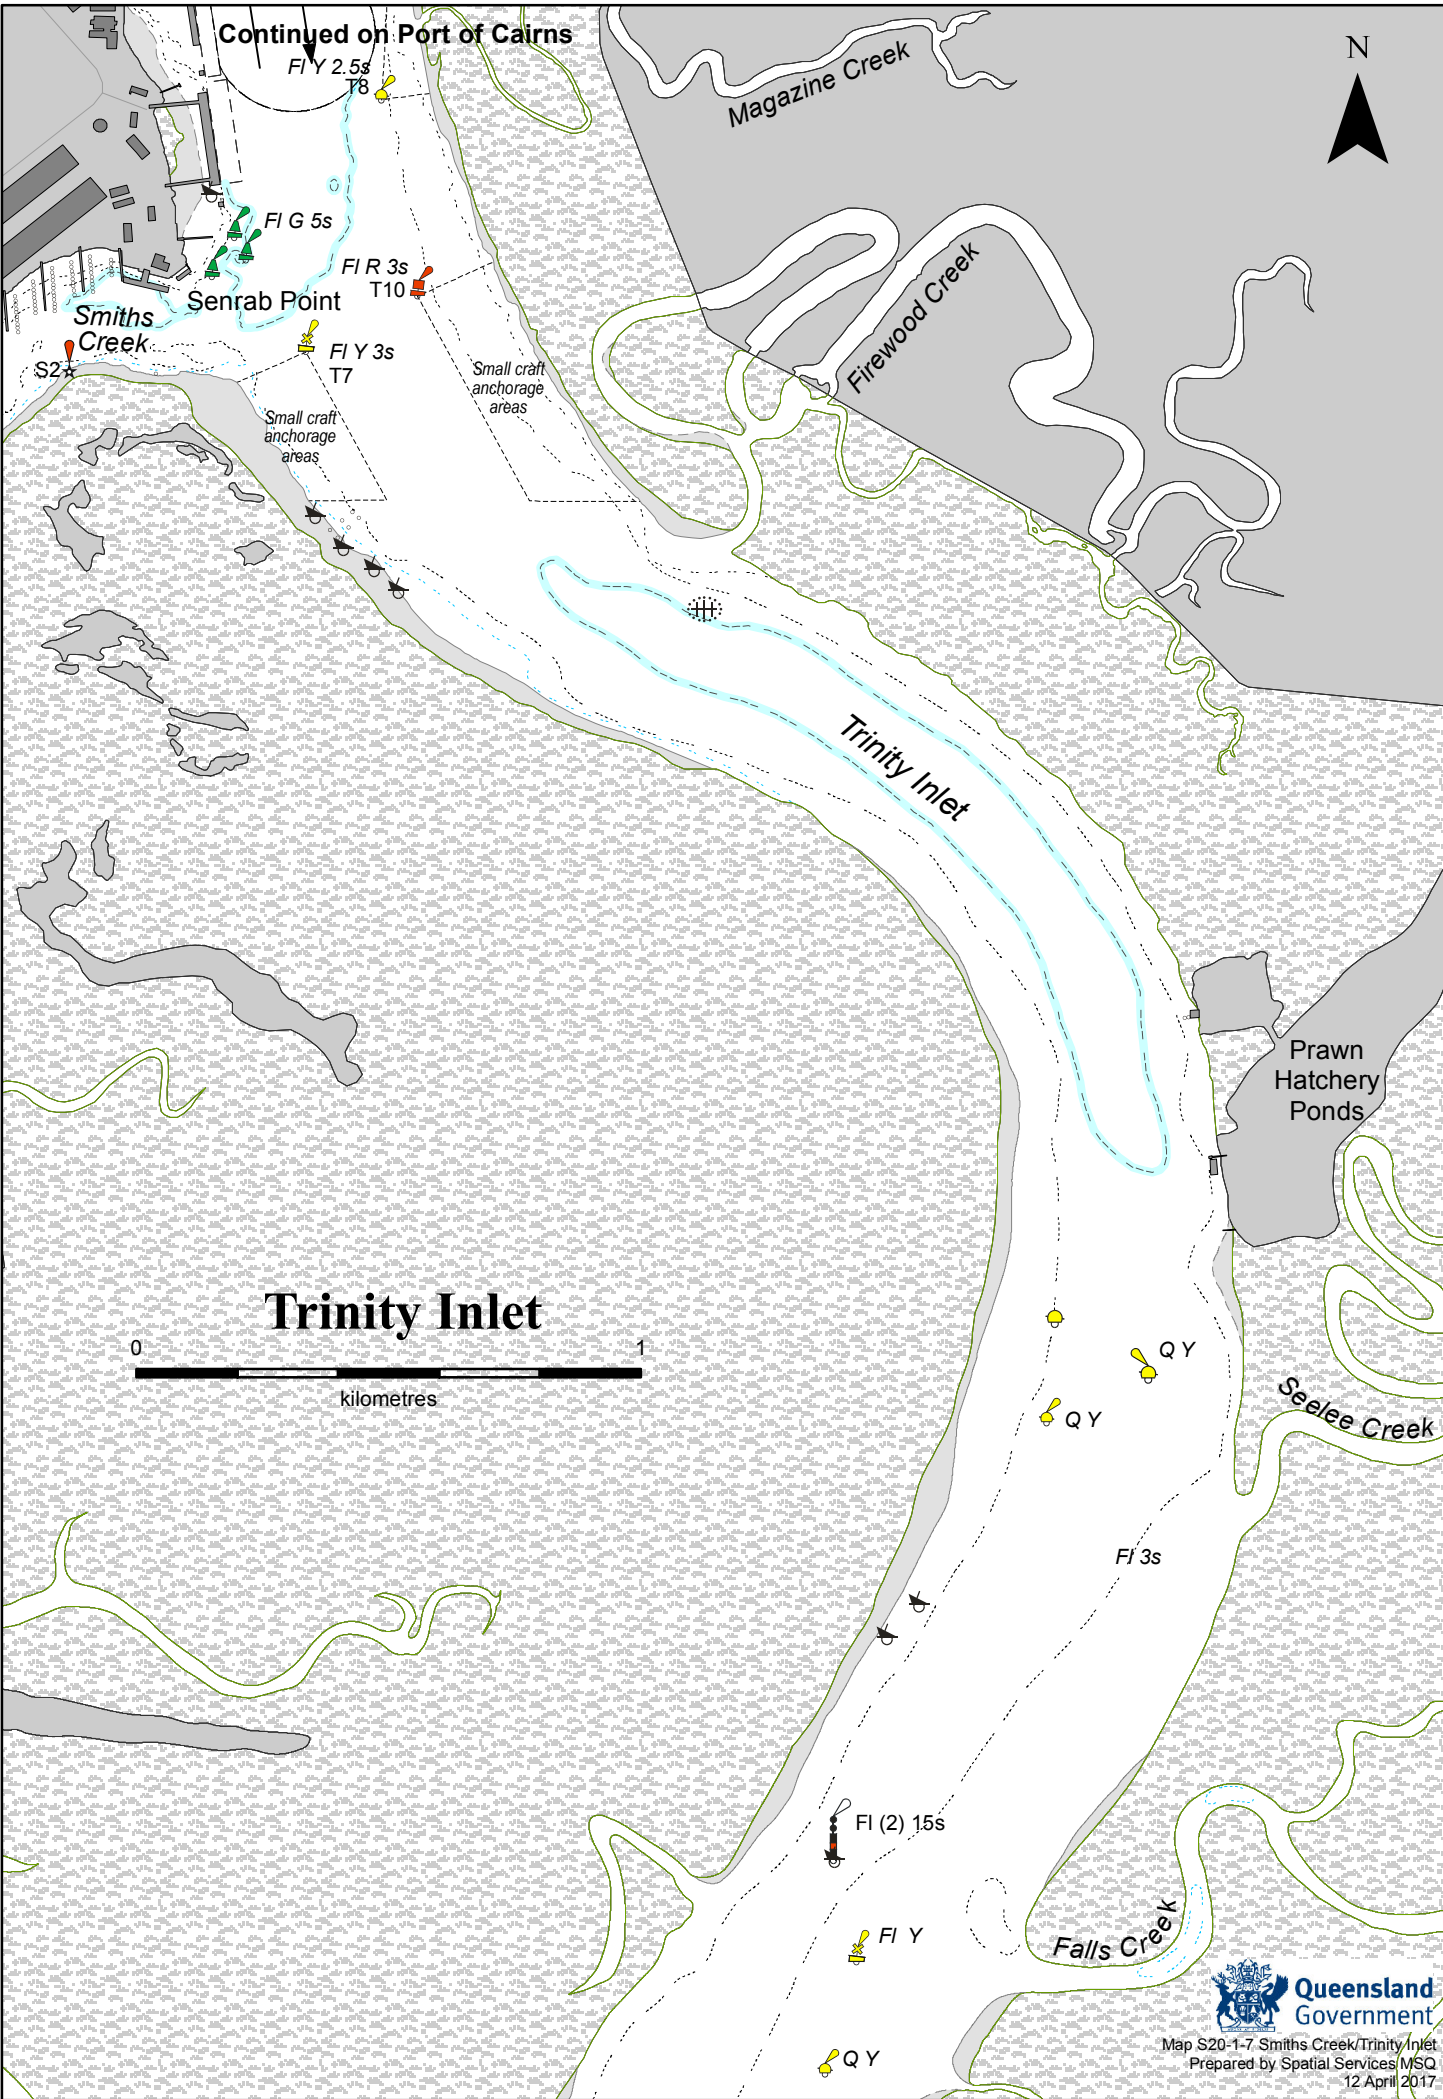 Continued on Port of Cairns
Fl Y 2.5s
T8
Magazine Creek
N
Fl G 5s
Fl R 3s
T10
Senrab Point
Smiths
Creek
S2
Fl Y 3s
T7
Firewood Creek
Small craft
anchorage
areas
Small craft
anchorage
areas
Trinity Inlet
Prawn
Hatchery
Ponds
Trinity Inlet
0 1
kilometres
Q Y
Q Y
Seelee Creek
Fl 3s
Fl (2) 15s
Fl Y
Falls Creek
Q Y
Queensland
Government
Map S20-1-7 Smiths Creek/Trinity Inlet
Prepared by Spatial Services MSQ
12 April 2017